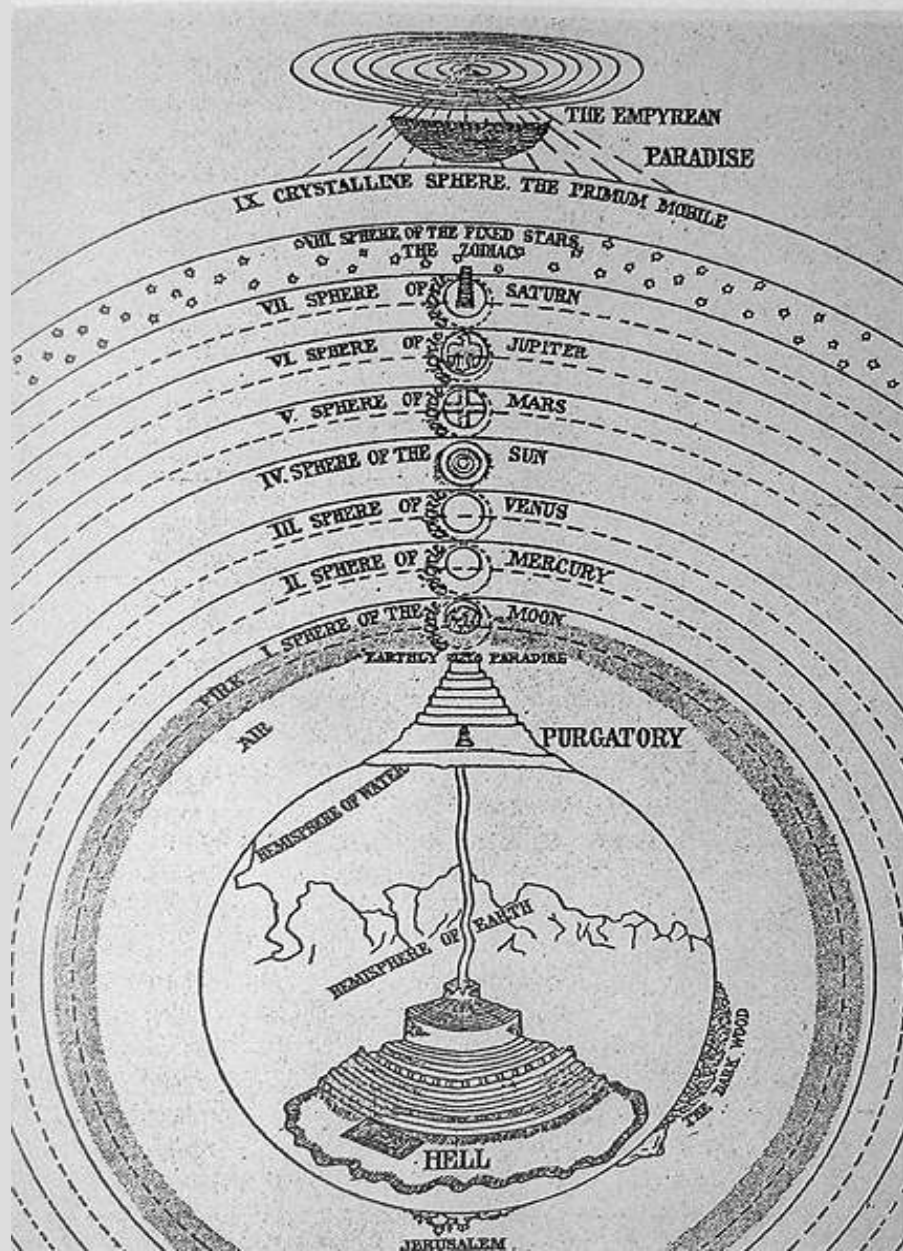 THE EMPYREAN
PARADISE
IX. CRYSTALLINE SPHERE. THE PRIMUM MOBILE
VIII. SPHERE OF THE FIXED STARS,
THE ZODIAC
VII. SPHERE OF SATURN
VI. SPHERE OF JUPITER
V. SPHERE OF MARS
IV. SPHERE OF THE SUN
III. SPHERE OF VENUS
II. SPHERE OF MERCURY
I. SPHERE OF THE MOON
FIRE
EARTHLY PARADISE
AIR
PURGATORY
HEMISPHERE OF WATER
HEMISPHERE OF EARTH
THE DARK WOOD
HELL
JERUSALEM